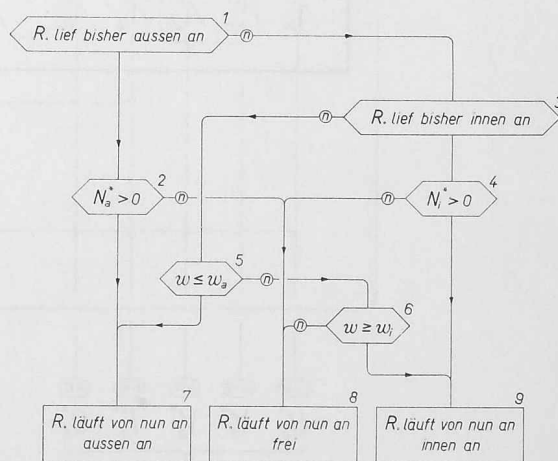 1
R. lief bisher aussen an
n
3
R. lief bisher innen an
n
2
N*a > 0
n
4
N*i > 0
n
5
w ≤ wa
n
6
w ≥ wi
n
7
R. läuft von nun an
aussen an
8
R. läuft von nun an
frei
9
R. läuft von nun an
innen an